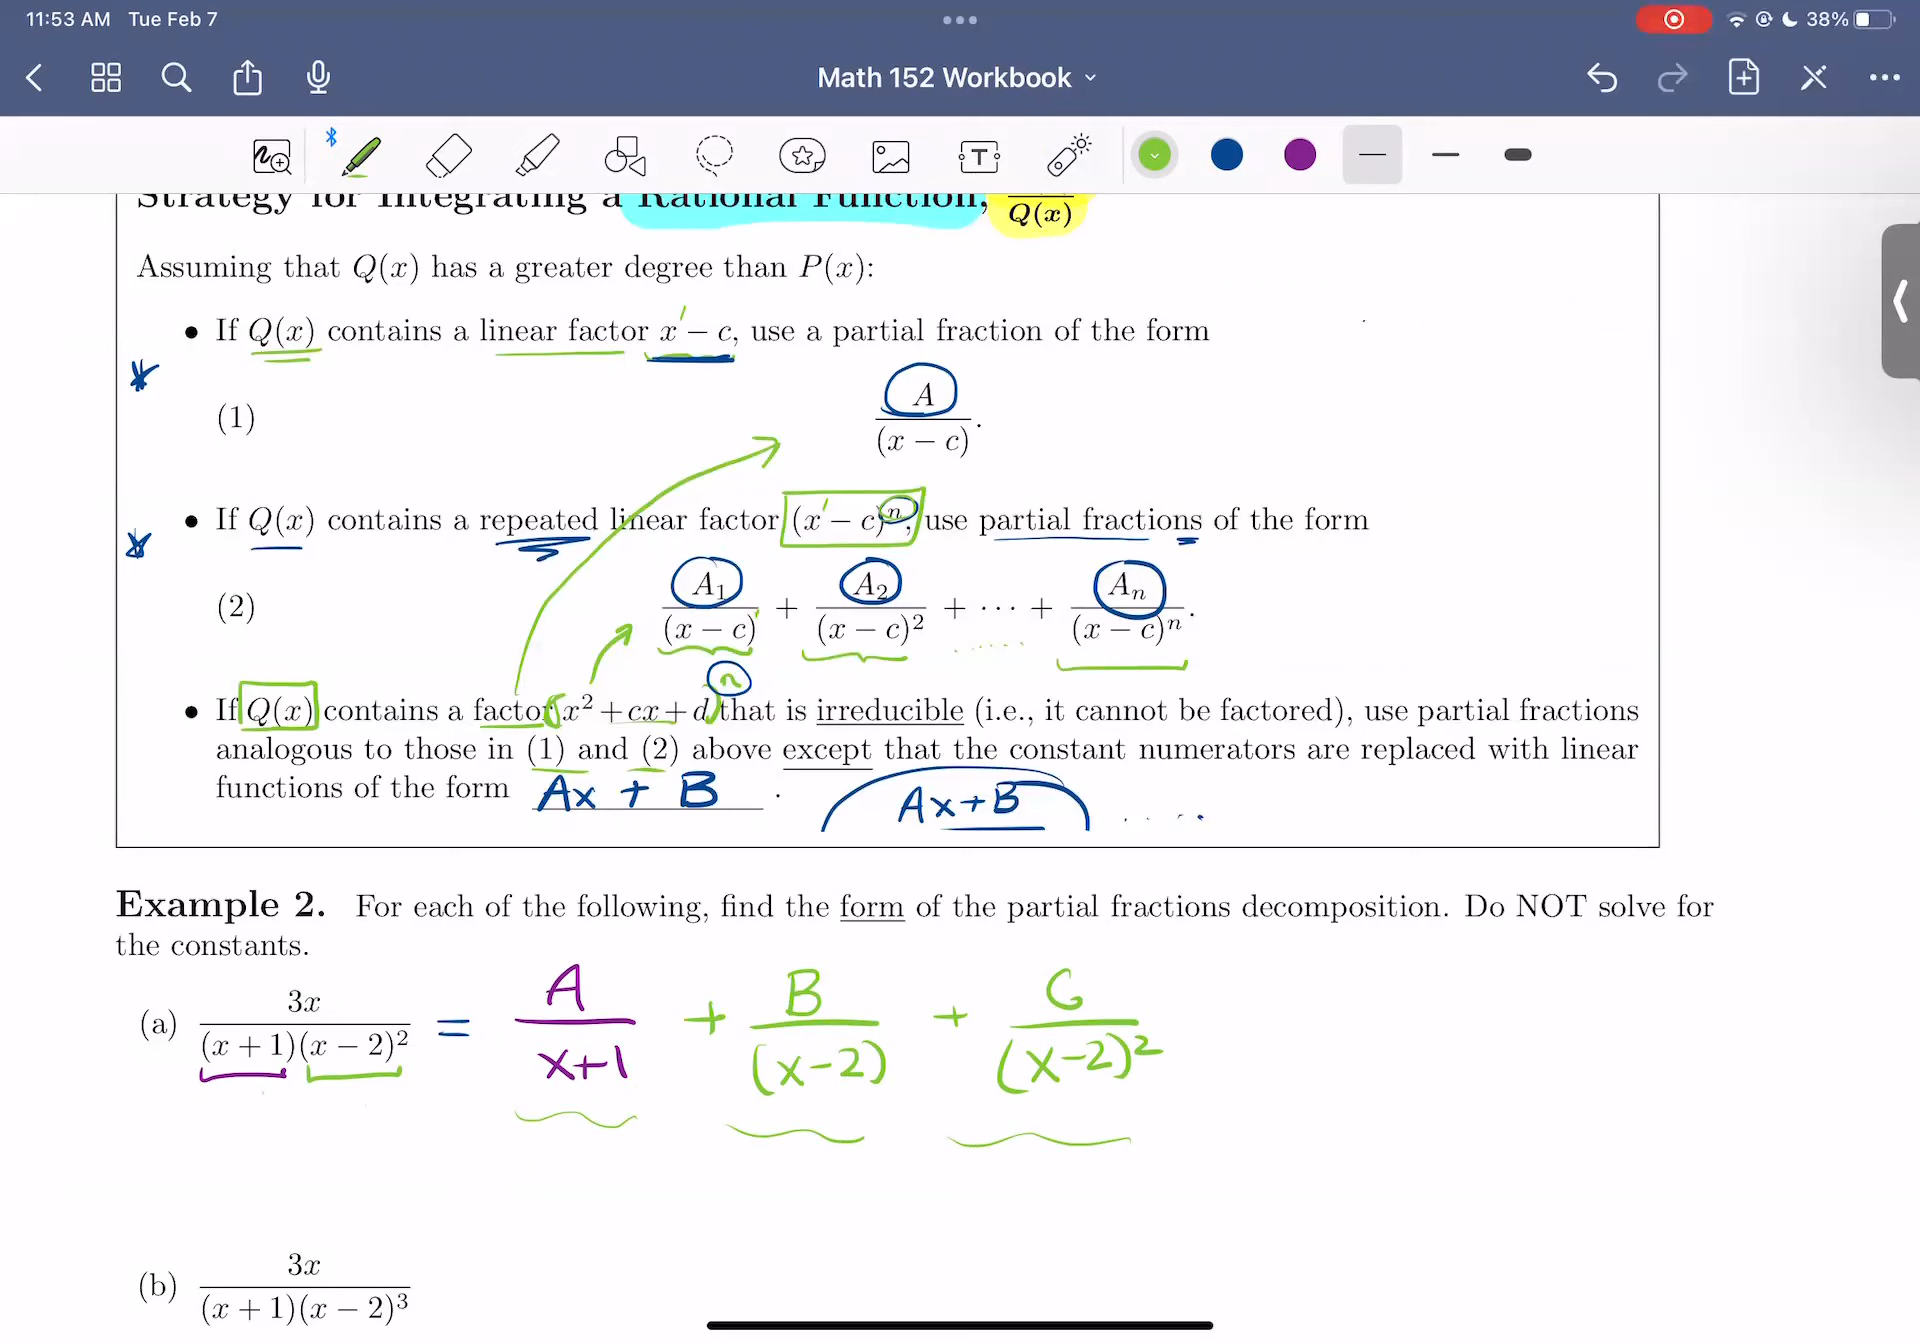 11:53 AM Tue Feb 7
38%
Math 152 Workbook
Strategy for Integrating a Rational Function, Q(x)
Assuming that Q(x) has a greater degree than P(x):
• If Q(x) contains a linear factor x − c, use a partial fraction of the form
(1) A/(x − c).
• If Q(x) contains a repeated linear factor (x − c)^n, use partial fractions of the form
(2) A₁/(x − c) + A₂/(x − c)² + ··· + Aₙ/(x − c)^n.
n
• If Q(x) contains a factor (x² + cx + d) that is irreducible (i.e., it cannot be factored), use partial fractions
analogous to those in (1) and (2) above except that the constant numerators are replaced with linear
functions of the form Ax + B. Ax+B
Example 2. For each of the following, find the form of the partial fractions decomposition. Do NOT solve for
the constants.
(a) 3x/((x + 1)(x − 2)²) = A/(x+1) + B/(x-2) + C/(x-2)²
(b) 3x/((x + 1)(x − 2)³)